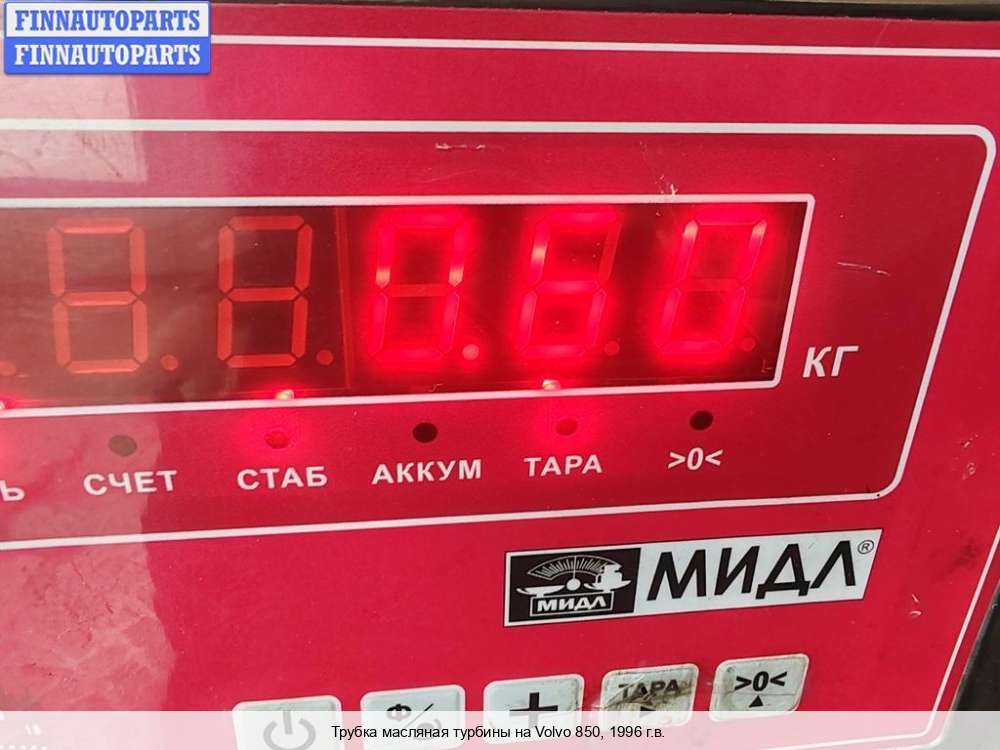 FINNAUTOPARTS
FINNAUTOPARTS
0.60
КГ
СЧЕТ СТАБ АККУМ ТАРА >0<
МИДЛ МИДЛ®
Ф
+ ТАРА >0<
Трубка масляная турбины на Volvo 850, 1996 г.в.